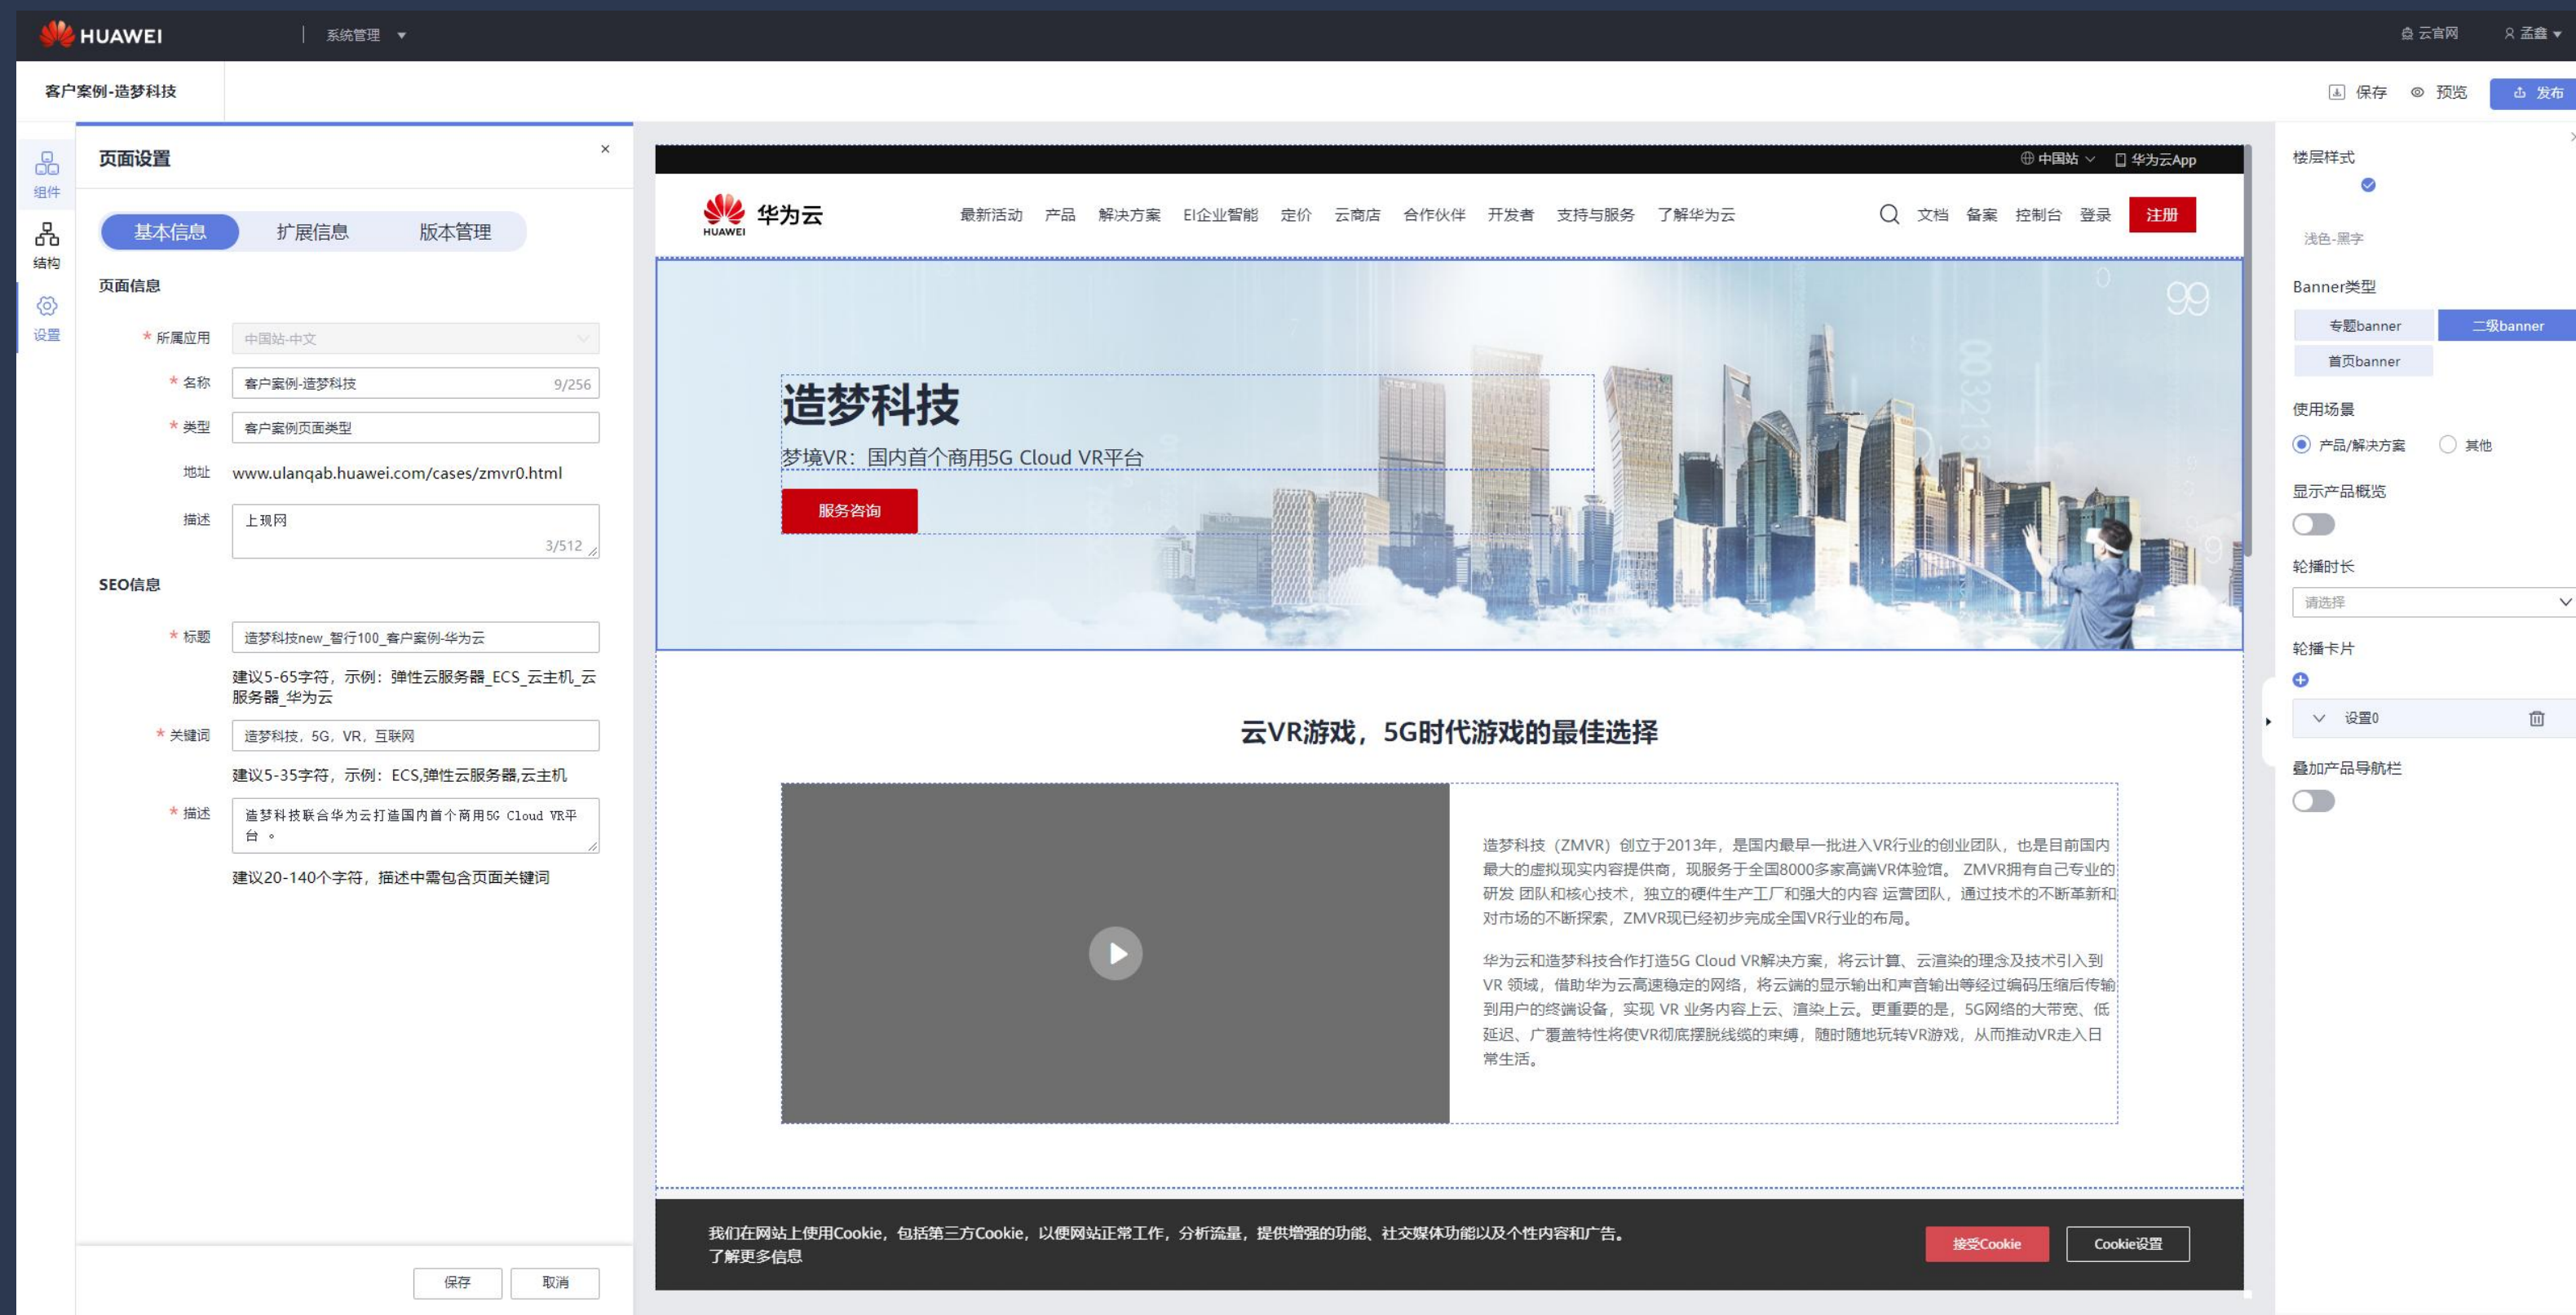 HUAWEI
系统管理
云官网
孟鑫
客户案例-造梦科技
保存
预览
发布
组件
结构
设置
页面设置
基本信息
扩展信息
版本管理
页面信息
* 所属应用
中国站-中文
* 名称
客户案例-造梦科技
9/256
* 类型
客户案例页面类型
地址
www.ulanqab.huawei.com/cases/zmvr0.html
描述
上现网
3/512
SEO信息
* 标题
造梦科技new_智行100_客户案例-华为云
建议5-65字符，示例：弹性云服务器_ECS_云主机_云
服务器_华为云
* 关键词
造梦科技，5G，VR，互联网
建议5-35字符，示例：ECS,弹性云服务器,云主机
* 描述
造梦科技联合华为云打造国内首个商用5G Cloud VR平
台 。
建议20-140个字符，描述中需包含页面关键词
保存
取消
中国站
华为云App
HUAWEI
华为云
最新活动
产品
解决方案
EI企业智能
定价
云商店
合作伙伴
开发者
支持与服务
了解华为云
文档
备案
控制台
登录
注册
造梦科技
梦境VR：国内首个商用5G Cloud VR平台
服务咨询
云VR游戏，5G时代游戏的最佳选择
造梦科技（ZMVR）创立于2013年，是国内最早一批进入VR行业的创业团队，也是目前国内
最大的虚拟现实内容提供商，现服务于全国8000多家高端VR体验馆。 ZMVR拥有自己专业的
研发 团队和核心技术，独立的硬件生产工厂和强大的内容 运营团队，通过技术的不断革新和
对市场的不断探索，ZMVR现已经初步完成全国VR行业的布局。
华为云和造梦科技合作打造5G Cloud VR解决方案，将云计算、云渲染的理念及技术引入到
VR 领域，借助华为云高速稳定的网络，将云端的显示输出和声音输出等经过编码压缩后传输
到用户的终端设备，实现 VR 业务内容上云、渲染上云。更重要的是，5G网络的大带宽、低
延迟、广覆盖特性将使VR彻底摆脱线缆的束缚，随时随地玩转VR游戏，从而推动VR走入日
常生活。
我们在网站上使用Cookie，包括第三方Cookie，以便网站正常工作，分析流量，提供增强的功能、社交媒体功能以及个性内容和广告。
了解更多信息
接受Cookie
Cookie设置
楼层样式
浅色-黑字
Banner类型
专题banner
二级banner
首页banner
使用场景
产品/解决方案
其他
显示产品概览
轮播时长
请选择
轮播卡片
设置0
叠加产品导航栏